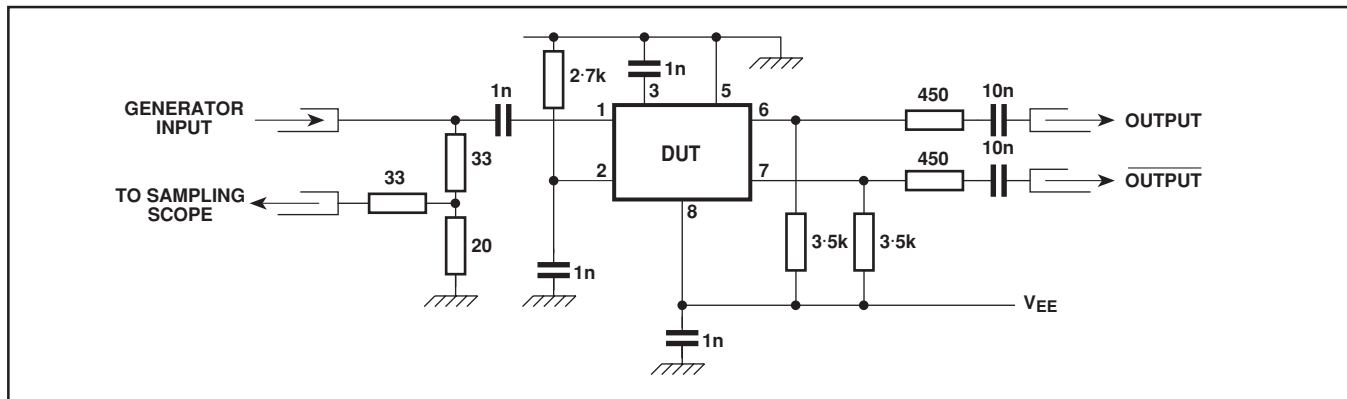 2·7k
1n
3
5
GENERATOR
INPUT
1n
1
6
450
10n
OUTPUT
DUT
33
2
7
450
10n
OUTPUT
TO SAMPLING
SCOPE
33
8
20
1n
3·5k
3·5k
VEE
1n